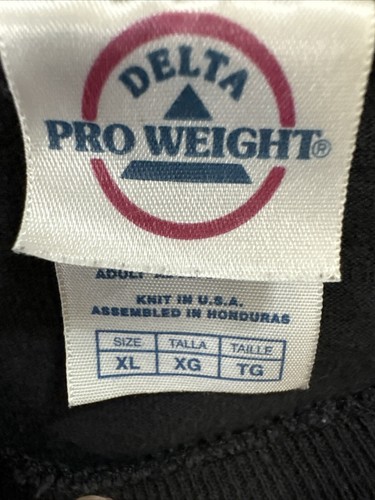 DELTA
PRO WEIGHT®
ADULT
KNIT IN U.S.A.
ASSEMBLED IN HONDURAS
SIZE TALLA TAILLE
XL XG TG